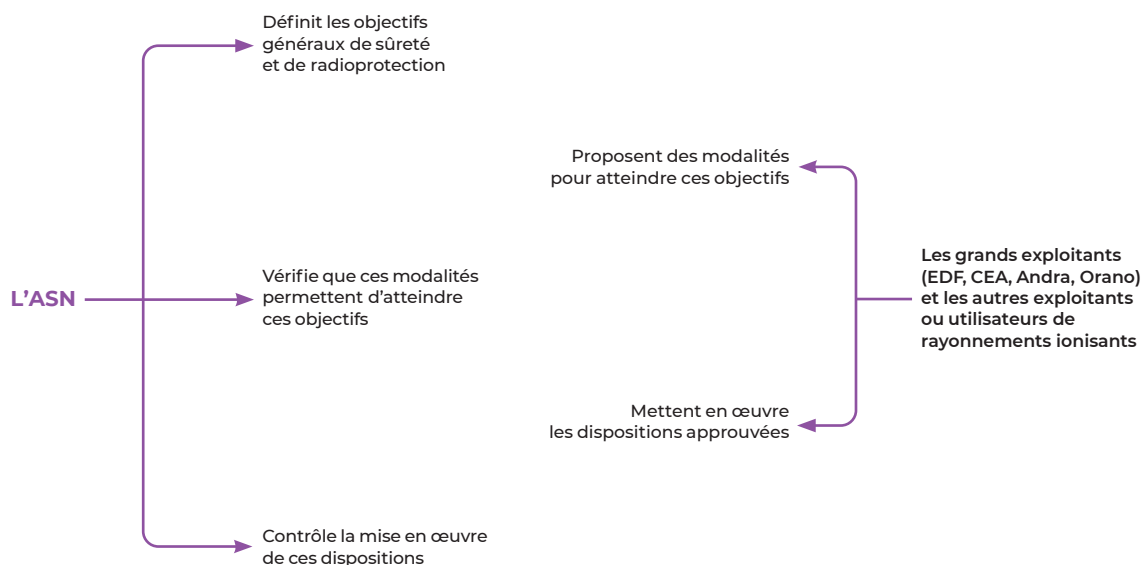 Définit les objectifs
généraux de sûreté
et de radioprotection
Proposent des modalités
pour atteindre ces objectifs
L’ASN
Vérifie que ces modalités
permettent d’atteindre
ces objectifs
Les grands exploitants
(EDF, CEA, Andra, Orano)
et les autres exploitants
ou utilisateurs de
rayonnements ionisants
Mettent en œuvre
les dispositions approuvées
Contrôle la mise en œuvre
de ces dispositions